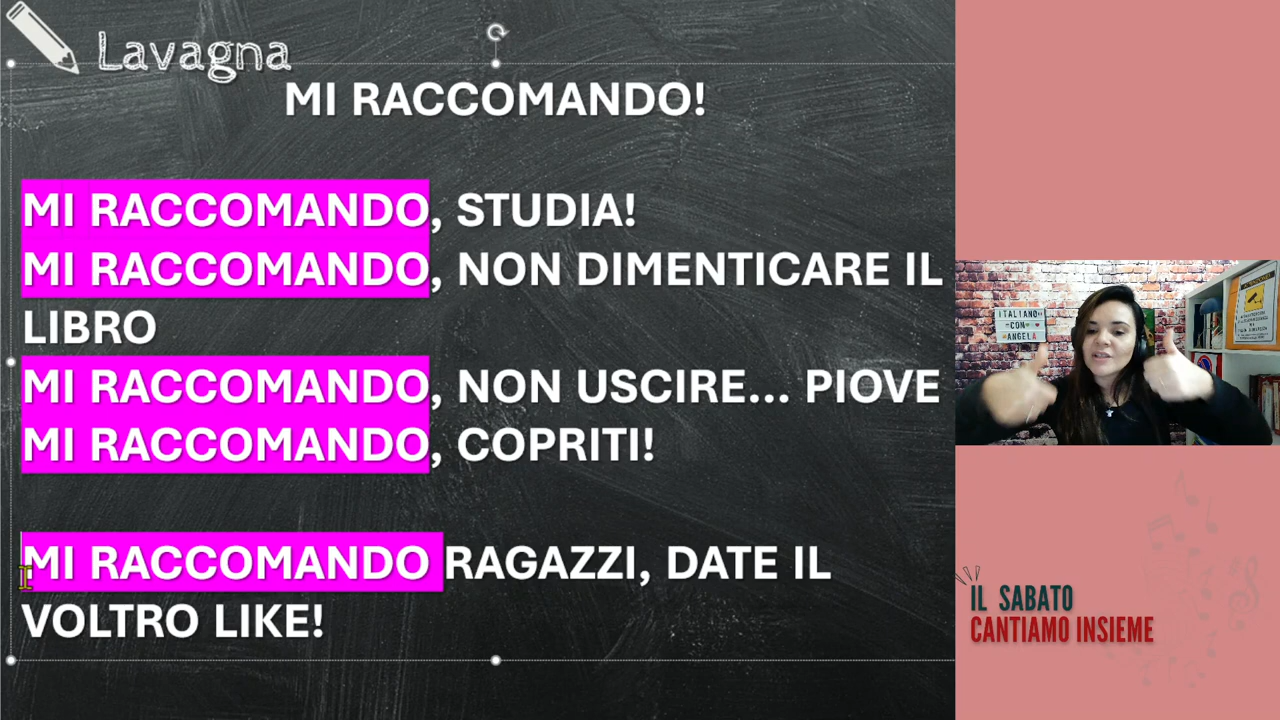 Lavagna
MI RACCOMANDO!
MI RACCOMANDO, STUDIA!
MI RACCOMANDO, NON DIMENTICARE IL
LIBRO
MI RACCOMANDO, NON USCIRE... PIOVE
MI RACCOMANDO, COPRITI!
MI RACCOMANDO RAGAZZI, DATE IL
VOLTRO LIKE!
ITALIANO
CON
ANGELA
IL SABATO
CANTIAMO INSIEME